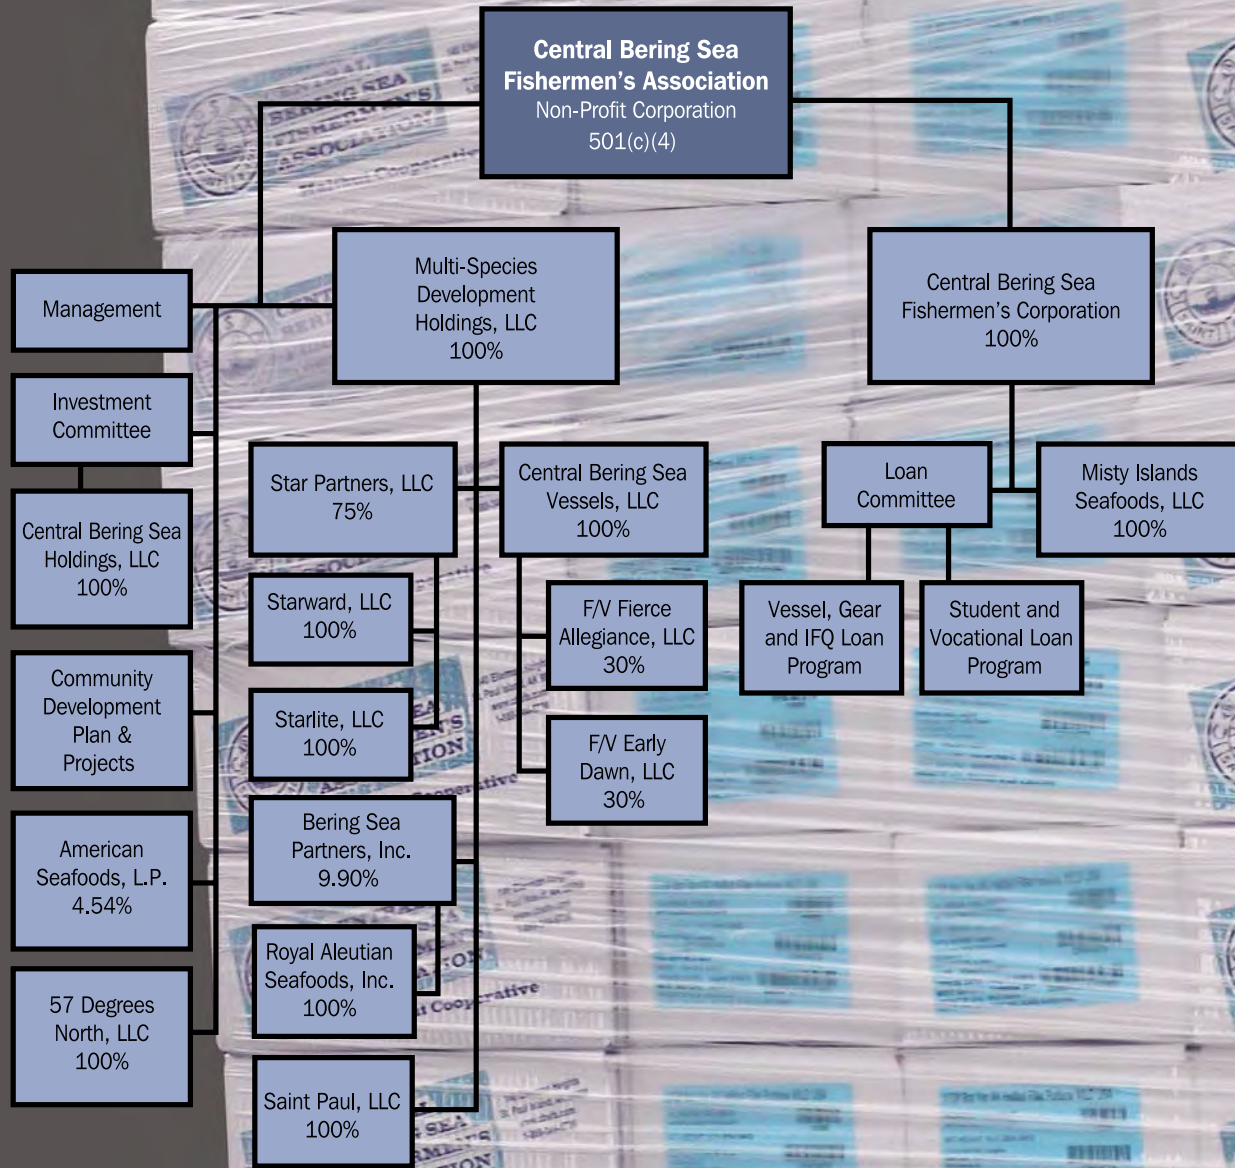 Central Bering Sea
Fishermen's Association
Non-Profit Corporation
501(c)(4)
Multi-Species
Development
Holdings, LLC
100%
Central Bering Sea
Fishermen's Corporation
100%
Management
Investment
Committee
Central Bering Sea
Holdings, LLC
100%
Community
Development
Plan &
Projects
American
Seafoods, L.P.
4.54%
57 Degrees
North, LLC
100%
Star Partners, LLC
75%
Starward, LLC
100%
Starlite, LLC
100%
Bering Sea
Partners, Inc.
9.90%
Royal Aleutian
Seafoods, Inc.
100%
Saint Paul, LLC
100%
Central Bering Sea
Vessels, LLC
100%
F/V Fierce
Allegiance, LLC
30%
F/V Early
Dawn, LLC
30%
Loan
Committee
Misty Islands
Seafoods, LLC
100%
Vessel, Gear
and IFQ Loan
Program
Student and
Vocational Loan
Program
BERING SEA
FISHERMEN'S
ASSOCIATION
Cooperative